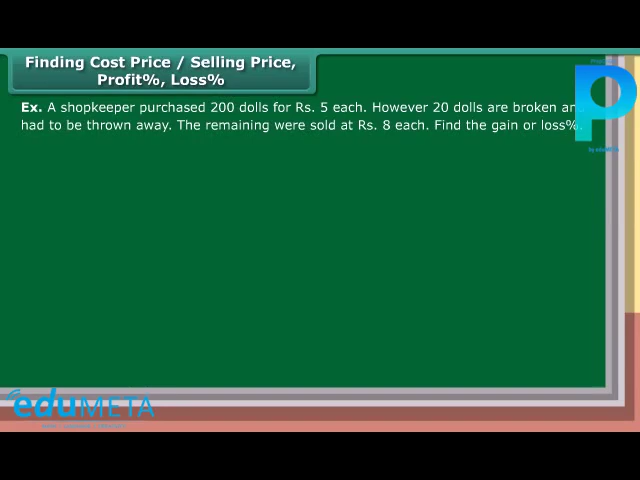 Finding Cost Price / Selling Price,
Profit%, Loss%
Ex. A shopkeeper purchased 200 dolls for Rs. 5 each. However 20 dolls are broken and
had to be thrown away. The remaining were sold at Rs. 8 each. Find the gain or loss%.
P
by eduMETA
eduMETA